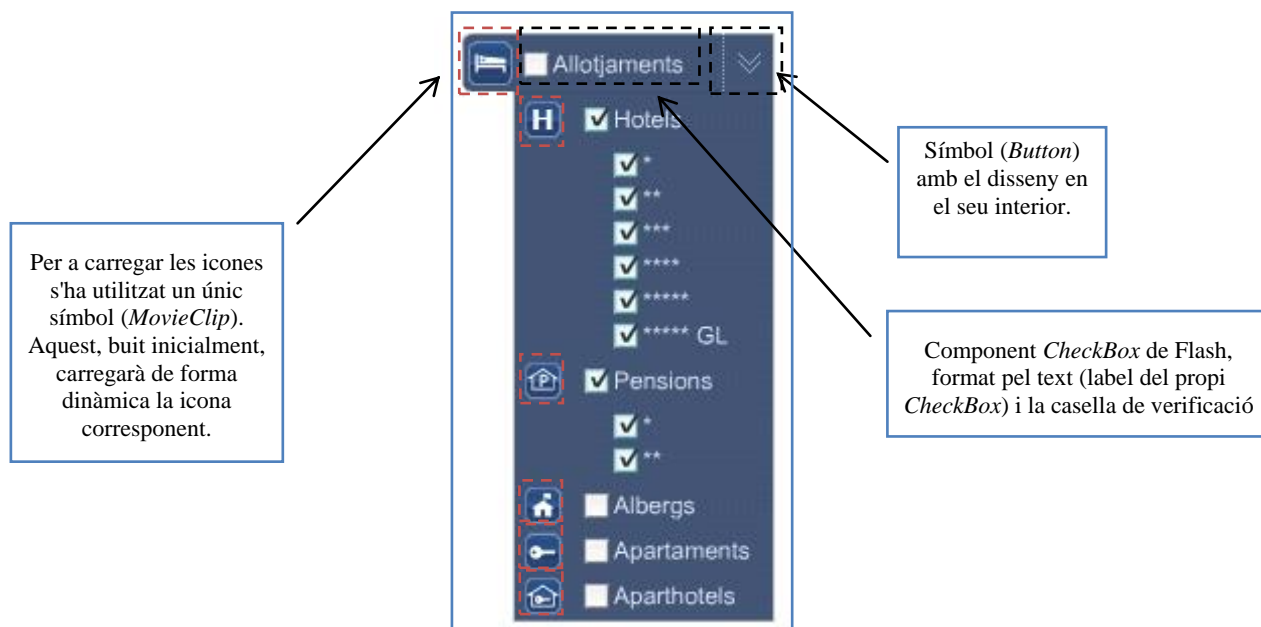 Allotjaments
H Hotels
*
**
***
****
*****
***** GL
P Pensions
*
**
Albergs
Apartaments
Aparthotels
Per a carregar les icones
s'ha utilitzat un únic
símbol (MovieClip).
Aquest, buit inicialment,
carregarà de forma
dinàmica la icona
corresponent.
Símbol (Button)
amb el disseny en
el seu interior.
Component CheckBox de Flash,
format pel text (label del propi
CheckBox) i la casella de verificació